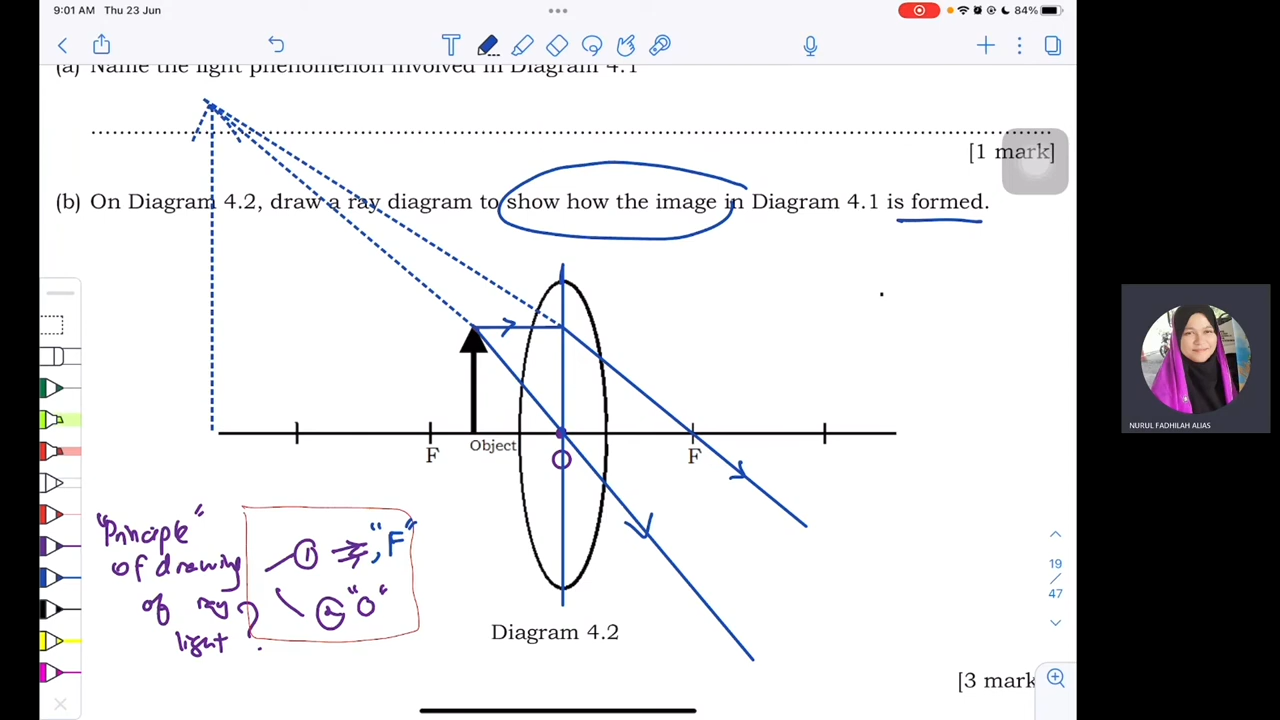 9:01 AM Thu 23 Jun
84%
(a) Name the light phenomenon involved in Diagram 4.1
[1 mark]
(b) On Diagram 4.2, draw a ray diagram to show how the image in Diagram 4.1 is formed.
F
Object
O
F
"Principle"
of drawing
of ray
light ?
① ⇉, "F"
② "O"
Diagram 4.2
[3 mark
19
/
47
NURUL FADHILAH ALIAS